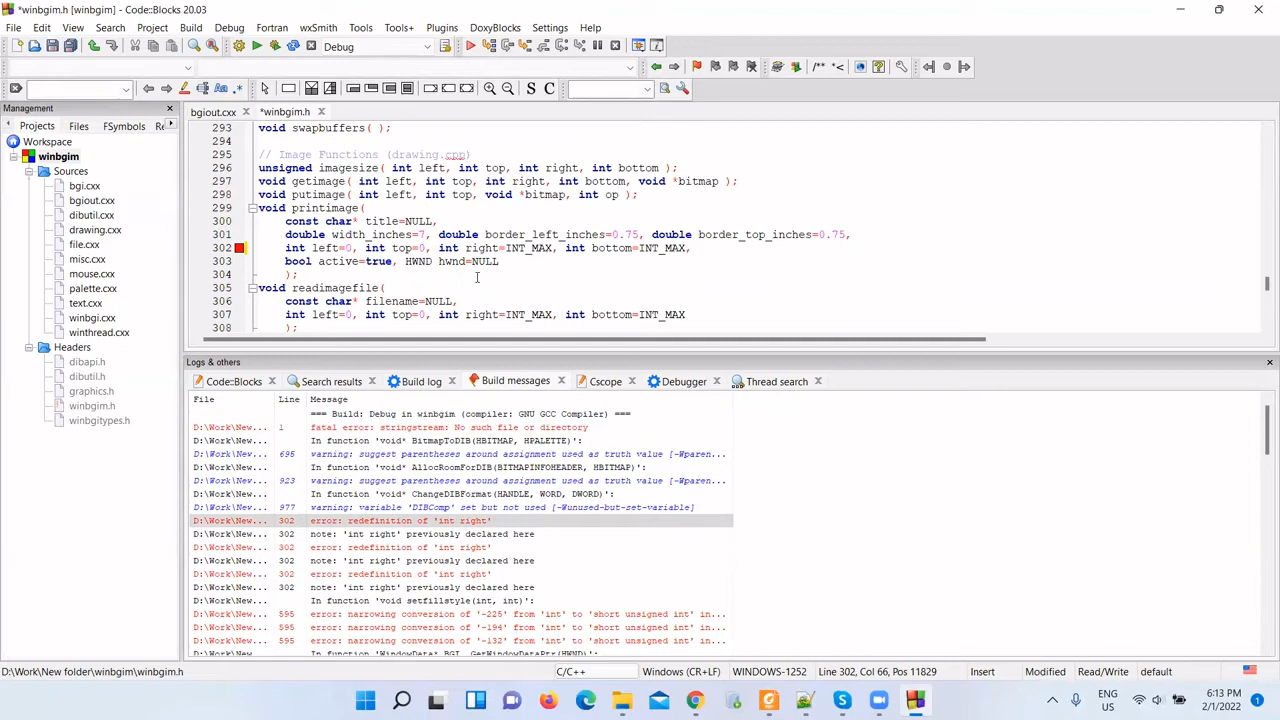 *winbgim.h [winbgim] - Code::Blocks 20.03
File Edit View Search Project Build Debug Fortran wxSmith Tools Tools+ Plugins DoxyBlocks Settings Help
Debug
/** *<
S C
Management
Projects Files FSymbols Re
Workspace
winbgim
Sources
bgi.cxx
bgiout.cxx
dibutil.cxx
drawing.cxx
file.cxx
misc.cxx
mouse.cxx
palette.cxx
text.cxx
winbgi.cxx
winthread.cxx
Headers
dibapi.h
dibutil.h
graphics.h
winbgim.h
winbgitypes.h
bgiout.cxx *winbgim.h
293 void swapbuffers( );
294
295 // Image Functions (drawing.cpp)
296 unsigned imagesize( int left, int top, int right, int bottom );
297 void getimage( int left, int top, int right, int bottom, void *bitmap );
298 void putimage( int left, int top, void *bitmap, int op );
299 void printimage(
300 const char* title=NULL,
301 double width_inches=7, double border_left_inches=0.75, double border_top_inches=0.75,
302 int left=0, int top=0, int right=INT_MAX, int bottom=INT_MAX,
303 bool active=true, HWND hwnd=NULL
304 );
305 void readimagefile(
306 const char* filename=NULL,
307 int left=0, int top=0, int right=INT_MAX, int bottom=INT_MAX
308 );
Logs & others
Code::Blocks Search results Build log Build messages Cscope Debugger Thread search
File Line Message
=== Build: Debug in winbgim (compiler: GNU GCC Compiler) ===
D:\Work\New... 1 fatal error: stringstream: No such file or directory
D:\Work\New... In function 'void* BitmapToDIB(HBITMAP, HPALETTE)':
D:\Work\New... 695 warning: suggest parentheses around assignment used as truth value [-Wparen...
D:\Work\New... In function 'void* AllocRoomForDIB(BITMAPINFOHEADER, HBITMAP)':
D:\Work\New... 923 warning: suggest parentheses around assignment used as truth value [-Wparen...
D:\Work\New... In function 'void* ChangeDIBFormat(HANDLE, WORD, DWORD)':
D:\Work\New... 977 warning: variable 'DIBComp' set but not used [-Wunused-but-set-variable]
D:\Work\New... 302 error: redefinition of 'int right'
D:\Work\New... 302 note: 'int right' previously declared here
D:\Work\New... 302 error: redefinition of 'int right'
D:\Work\New... 302 note: 'int right' previously declared here
D:\Work\New... 302 error: redefinition of 'int right'
D:\Work\New... 302 note: 'int right' previously declared here
D:\Work\New... In function 'void setfillstyle(int, int)':
D:\Work\New... 595 error: narrowing conversion of '-225' from 'int' to 'short unsigned int' in...
D:\Work\New... 595 error: narrowing conversion of '-194' from 'int' to 'short unsigned int' in...
D:\Work\New... 595 error: narrowing conversion of '-132' from 'int' to 'short unsigned int' in...
D:\Work\New... In function 'WindowData* BGI__GetWindowDataPtr(HWND)':
D:\Work\New folder\winbgim\winbgim.h C/C++ Windows (CR+LF) WINDOWS-1252 Line 302, Col 66, Pos 11829 Insert Modified Read/Write default
ENG
US
6:13 PM
2/1/2022
1